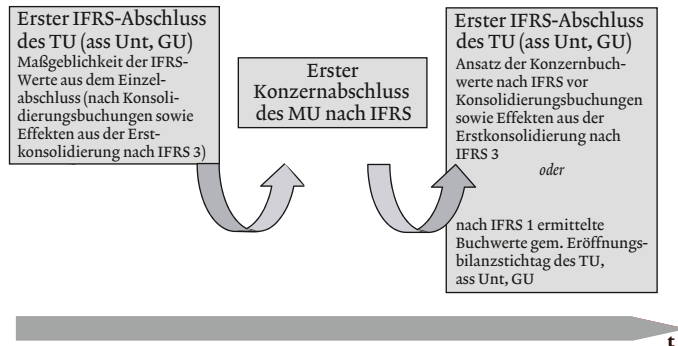 Erster IFRS-Abschluss
des TU (ass Unt, GU)
Maßgeblichkeit der IFRS-
Werte aus dem Einzel-
abschluss (nach Konsoli-
dierungsbuchungen sowie
Effekten aus der Erst-
konsolidierung nach IFRS 3)
Erster
Konzernabschluss
des MU nach IFRS
Erster IFRS-Abschluss
des TU (ass Unt, GU)
Ansatz der Konzernbuch-
werte nach IFRS vor
Konsolidierungsbuchungen
sowie Effekten aus der
Erstkonsolidierung nach
IFRS 3
oder
nach IFRS 1 ermittelte
Buchwerte gem. Eröffnungs-
bilanzstichtag des TU,
ass Unt, GU
t